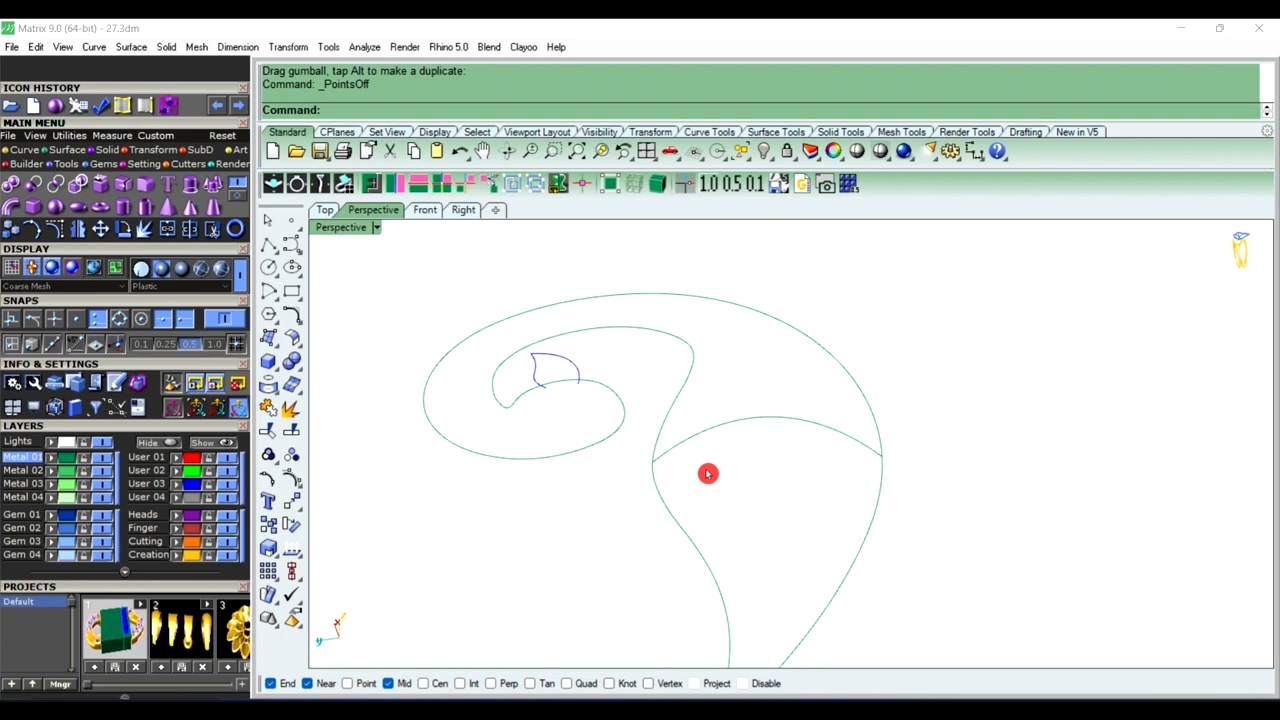 Matrix 9.0 (64-bit) - 27.3dm
File Edit View Curve Surface Solid Mesh Dimension Transform Tools Analyze Render Rhino 5.0 Blend Clayoo Help
Drag gumball, tap Alt to make a duplicate:
Command: _PointsOff
Command:
ICON HISTORY
MAIN MENU
File View Utilities Measure Custom Reset
Curve Surface Solid Transform SubD Art
Builder Tools Gems Setting Cutters Render
Standard CPlanes Set View Display Select Viewport Layout Visibility Transform Curve Tools Surface Tools Solid Tools Mesh Tools Render Tools Drafting New in V5
1.0 0.5 0.1
Top Perspective Front Right
Perspective
DISPLAY
Coarse Mesh Plastic
SNAPS
0.1 0.25 0.5 1.0
INFO & SETTINGS
LAYERS
Lights Hide Show
Metal 01 User 01
Metal 02 User 02
Metal 03 User 03
Metal 04 User 04
Gem 01 Heads
Gem 02 Finger
Gem 03 Cutting
Gem 04 Creation
PROJECTS
Default
1 2 3
Mngr
z
x
y
End Near Point Mid Cen Int Perp Tan Quad Knot Vertex Project Disable